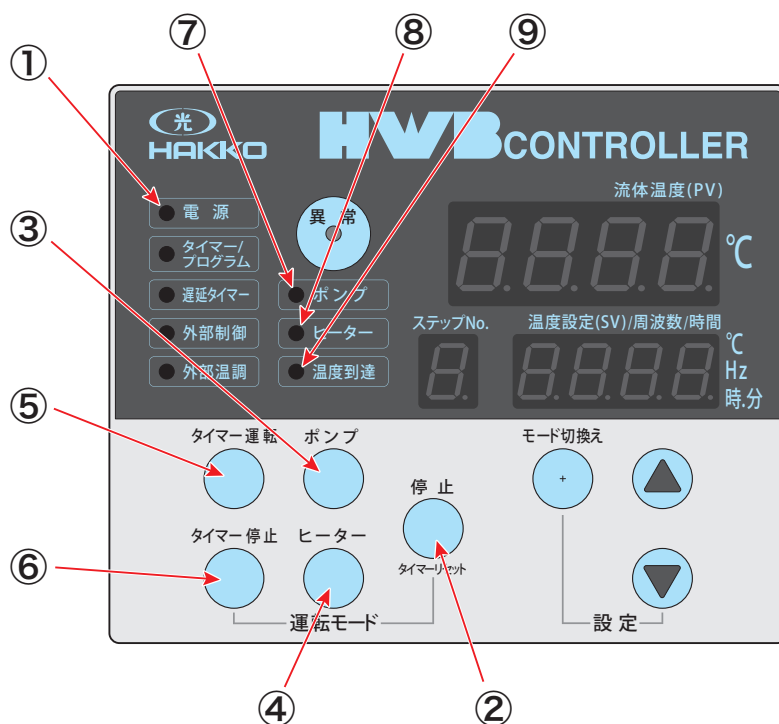 ⑦ ⑧ ⑨
①
光
HAKKO
HWB CONTROLLER
流体温度(PV)
電 源
異 常
8888
℃
③
タイマー/
プログラム
遅延タイマー
ポンプ
ステップNo.
温度設定(SV)/周波数/時間
外部制御
ヒーター
8
8888
℃
Hz
時.分
外部温調
温度到達
⑤
タイマー運転
ポンプ
モード切換え
+
停 止
タイマー停止
ヒーター
⑥
タイマーリセット
運転モード
設 定
④
②